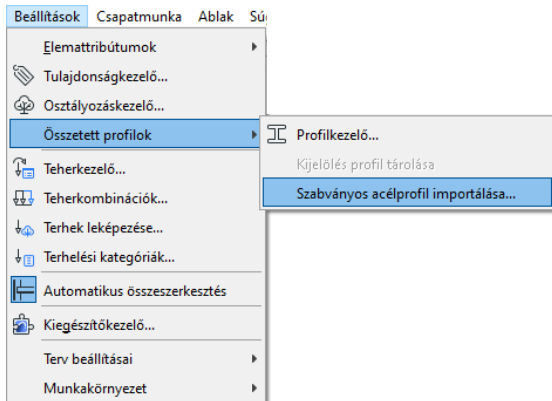 Beállítások Csapatmunka Ablak
Elemattribútumok
Tulajdonságkezelő...
Osztályozáskezelő...
Összetett profilok
Profilkezelő...
Kijelölés profil tárolása
Szabványos acélprofil importálása...
Teherkezelő...
Teherkombinációk...
Terhek leképezése...
Terhelési kategóriák...
Automatikus összeszerkesztés
Kiegészítőkezelő...
Terv beállításai
Munkakörnyezet